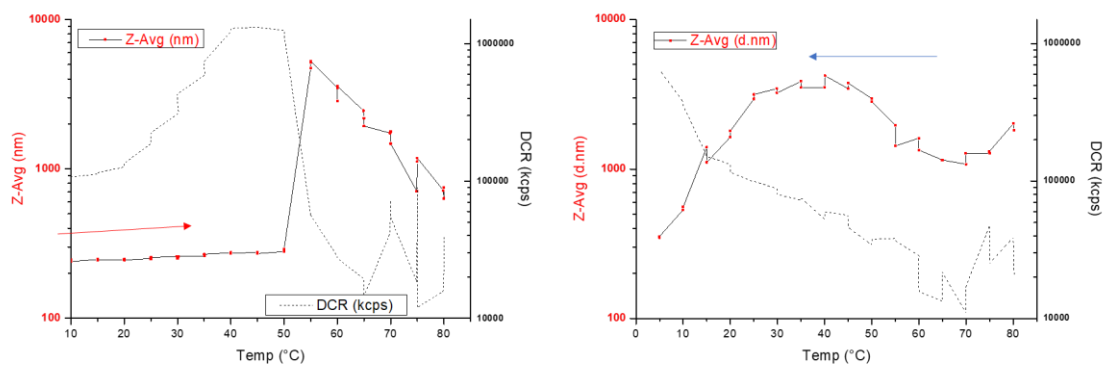 10000
Z-Avg (nm)
1000000
1000
Z-Avg (nm)
DCR (kcps)
100000
DCR (kcps)
100
10000
10 20 30 40 50 60 70 80
Temp (°C)
10000
Z-Avg (d.nm)
1000000
1000
Z-Avg (d.nm)
DCR (kcps)
100000
100
10000
0 10 20 30 40 50 60 70 80
Temp (°C)